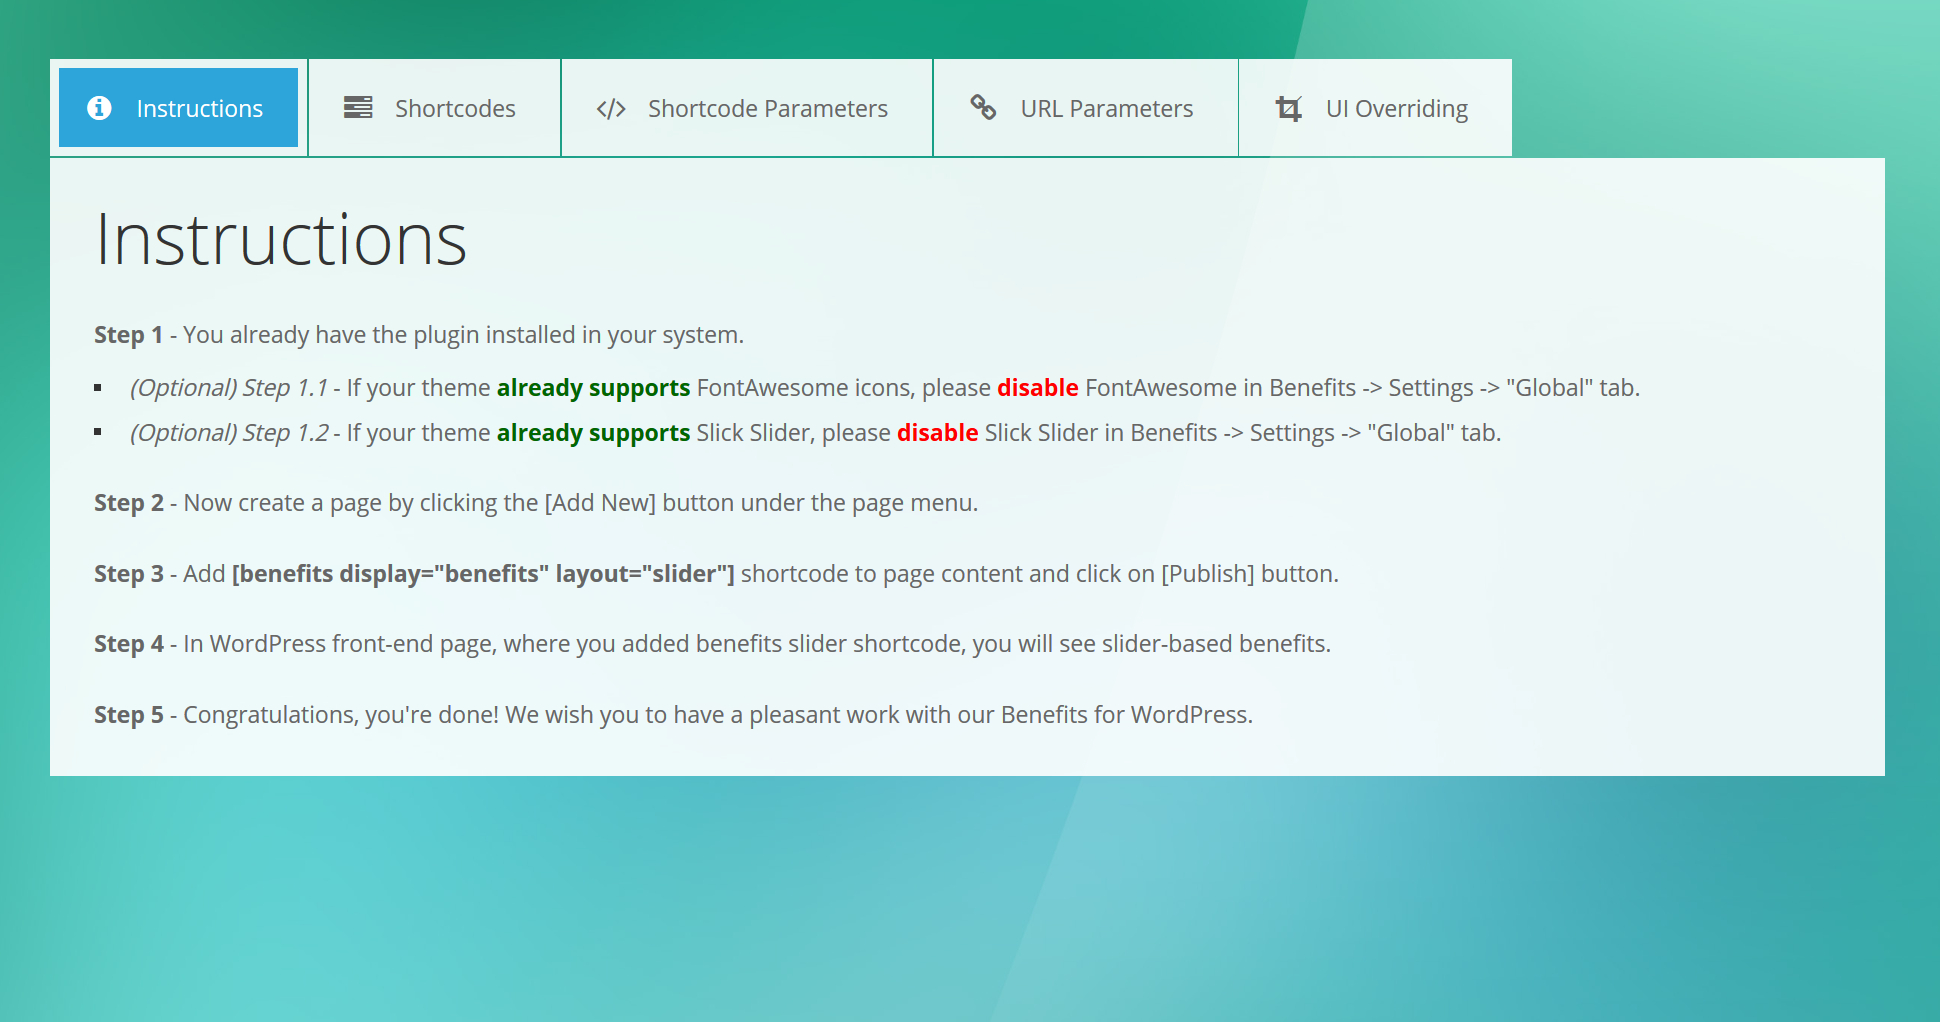 Instructions
Shortcodes
Shortcode Parameters
URL Parameters
UI Overriding
Instructions
Step 1 - You already have the plugin installed in your system.
(Optional) Step 1.1 - If your theme already supports FontAwesome icons, please disable FontAwesome in Benefits -> Settings -> "Global" tab.
(Optional) Step 1.2 - If your theme already supports Slick Slider, please disable Slick Slider in Benefits -> Settings -> "Global" tab.
Step 2 - Now create a page by clicking the [Add New] button under the page menu.
Step 3 - Add [benefits display="benefits" layout="slider"] shortcode to page content and click on [Publish] button.
Step 4 - In WordPress front-end page, where you added benefits slider shortcode, you will see slider-based benefits.
Step 5 - Congratulations, you're done! We wish you to have a pleasant work with our Benefits for WordPress.